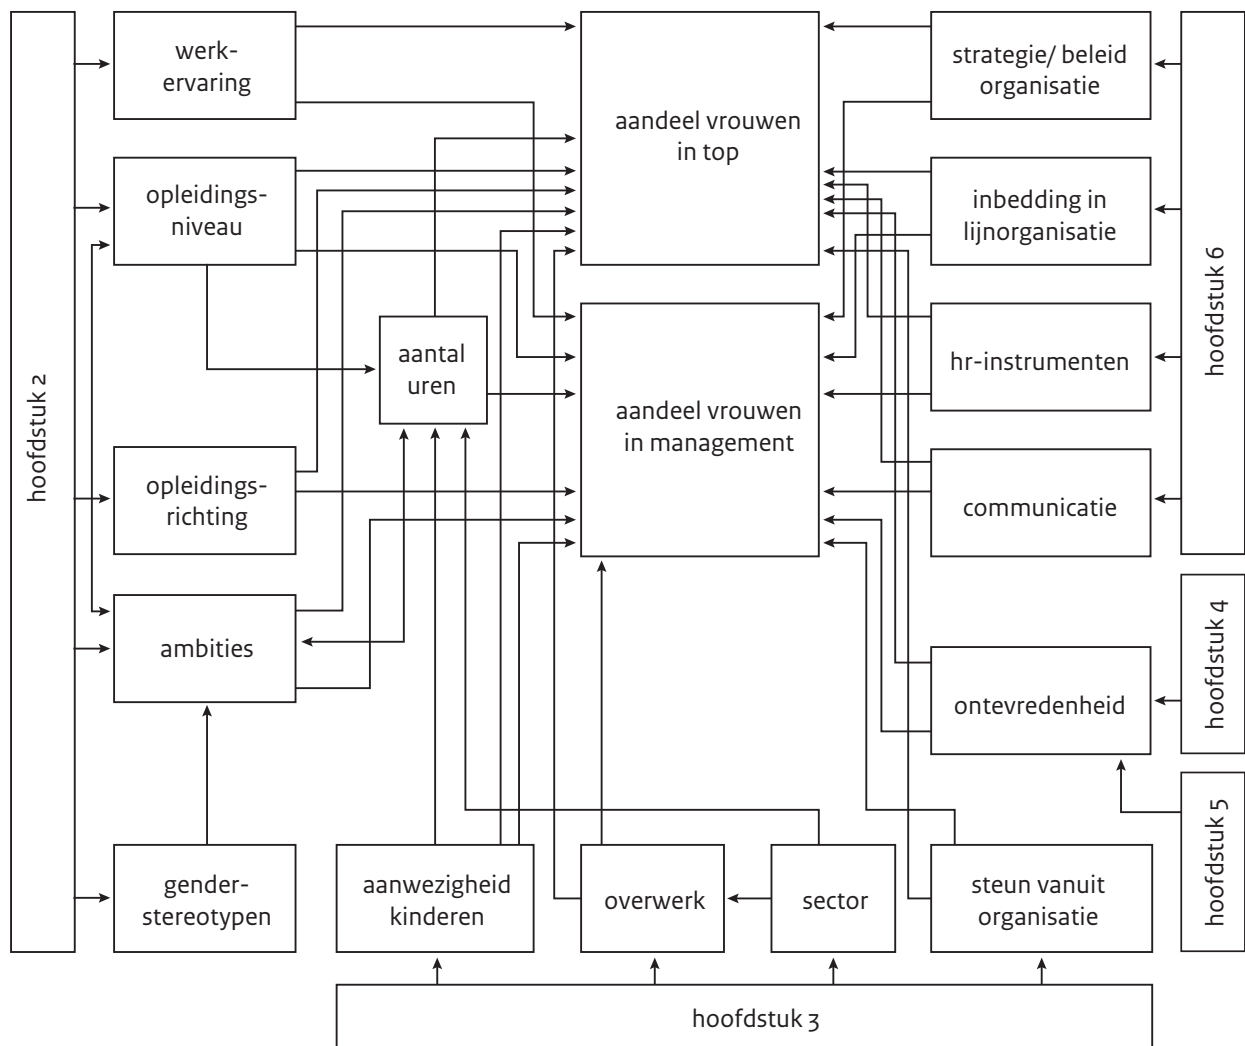 hoofdstuk 2
werk-
ervaring
opleidings-
niveau
opleidings-
richting
ambities
gender-
stereotypen
aantal
uren
aandeel vrouwen
in top
aandeel vrouwen
in management
strategie/ beleid
organisatie
inbedding in
lijnorganisatie
hr-instrumenten
communicatie
ontevredenheid
hoofdstuk 6
hoofdstuk 4
hoofdstuk 5
aanwezigheid
kinderen
overwerk
sector
steun vanuit
organisatie
hoofdstuk 3